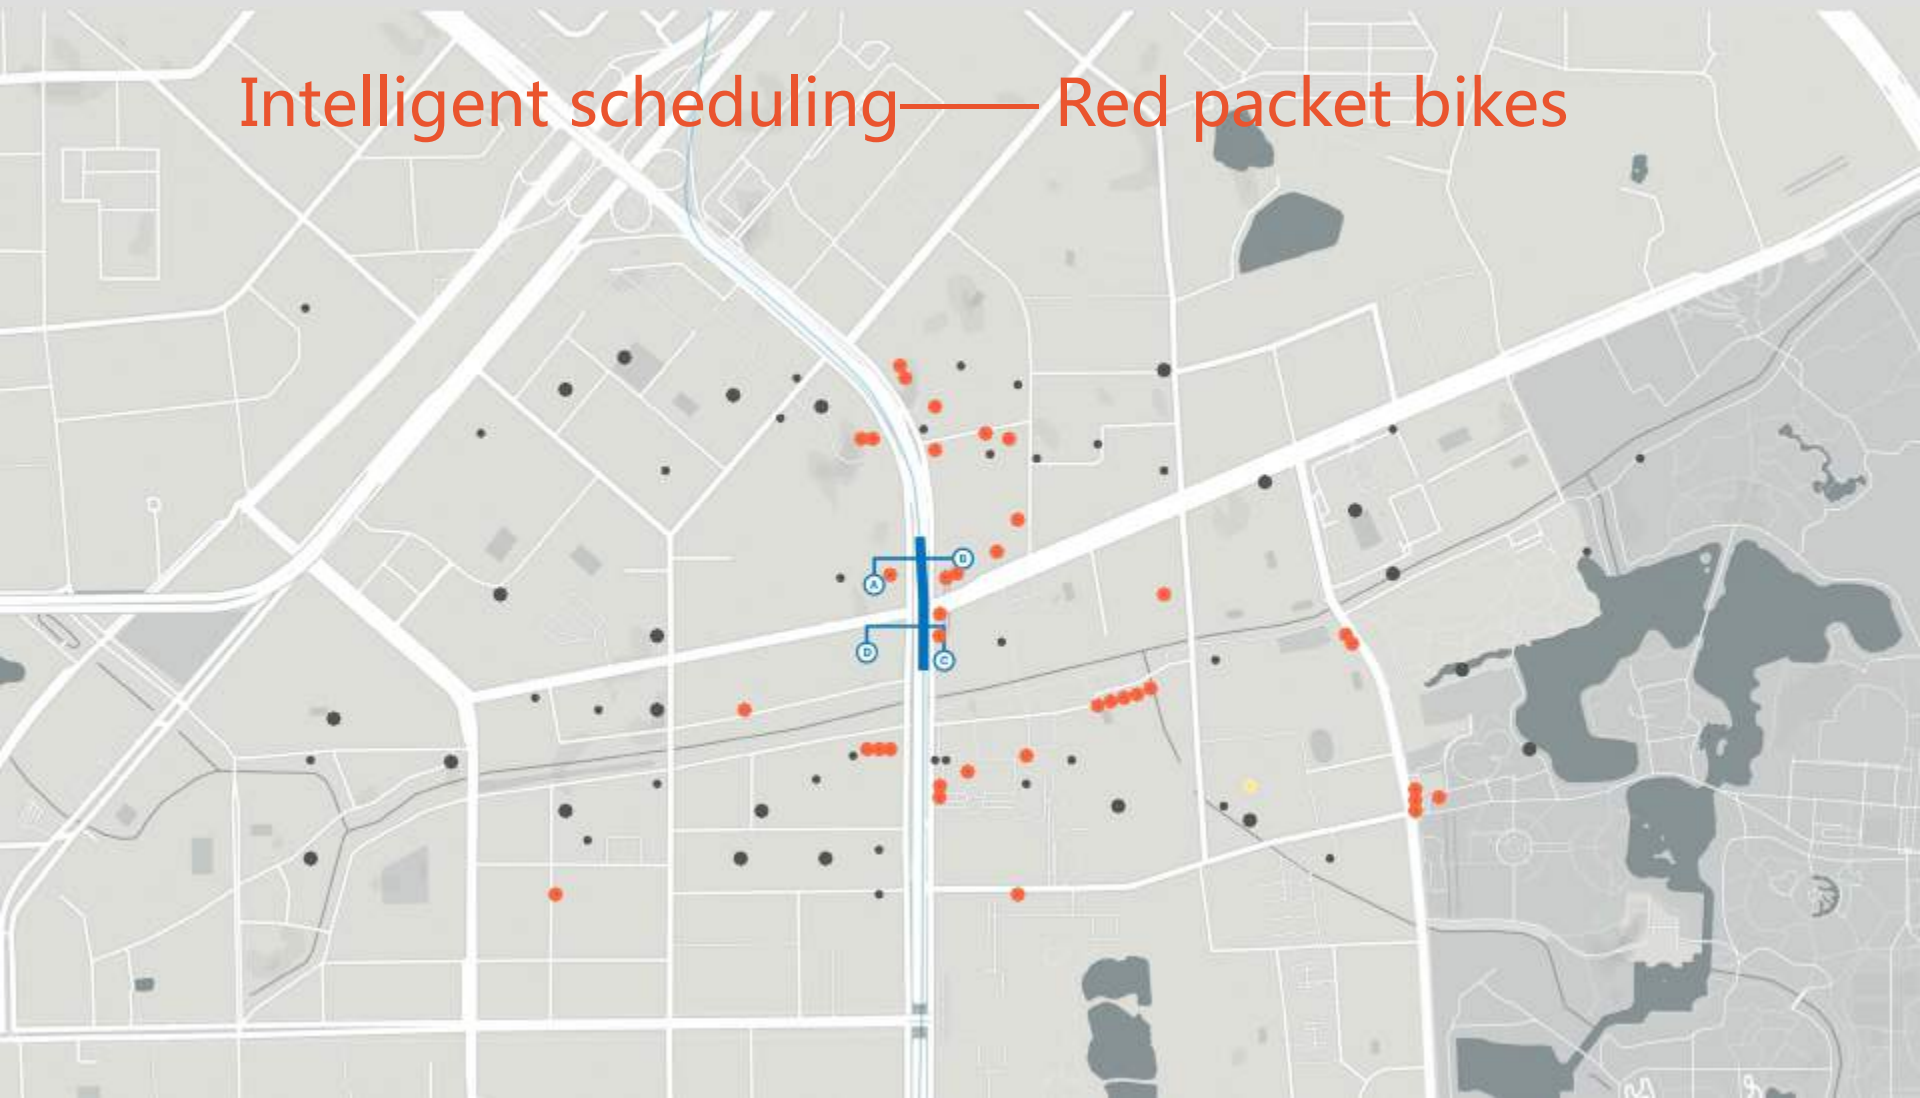 Intelligent scheduling—— Red packet bikes
B
A
D
C